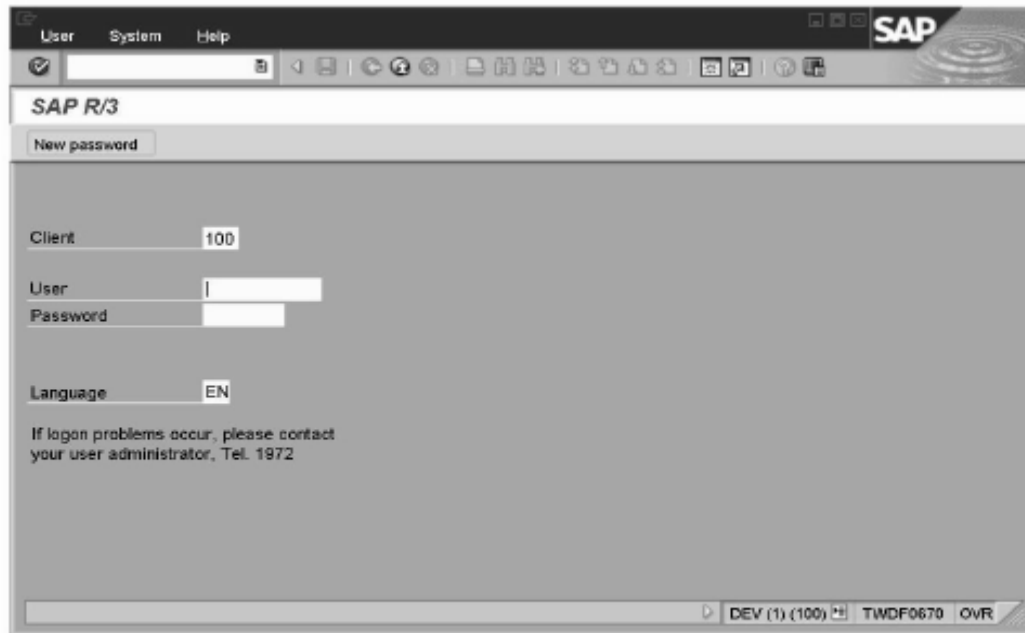 User System Help
SAP
SAP R/3
New password
Client 100
User
Password
Language EN
If logon problems occur, please contact
your user administrator, Tel. 1972
DEV (1) (100) TWDF0670 OVR